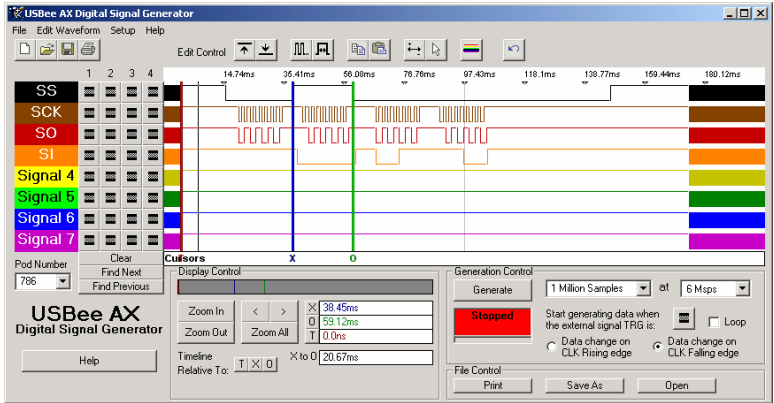 USBee AX Digital Signal Generator
File Edit Waveform Setup Help
Edit Control
1 2 3 4
14.74ms 35.41ms 56.08ms 76.76ms 97.43ms 118.1ms 138.77ms 159.44ms 180.12ms
SS
SCK
SO
SI
Signal 4
Signal 5
Signal 6
Signal 7
Cursors X O
Pod Number
786
Clear
Find Next
Find Previous
USBee AX
Digital Signal Generator
Help
Display Control
Zoom In < >
Zoom Out Zoom All
X 38.45ms
O 59.12ms
T 0.0ns
Timeline
Relative To: T X O
X to O 20.67ms
Generation Control
Generate 1 Million Samples at 6 Msps
Stopped
Start generating data when
the external signal TRG is:
Loop
Data change on
CLK Rising edge
Data change on
CLK Falling edge
File Control
Print Save As Open